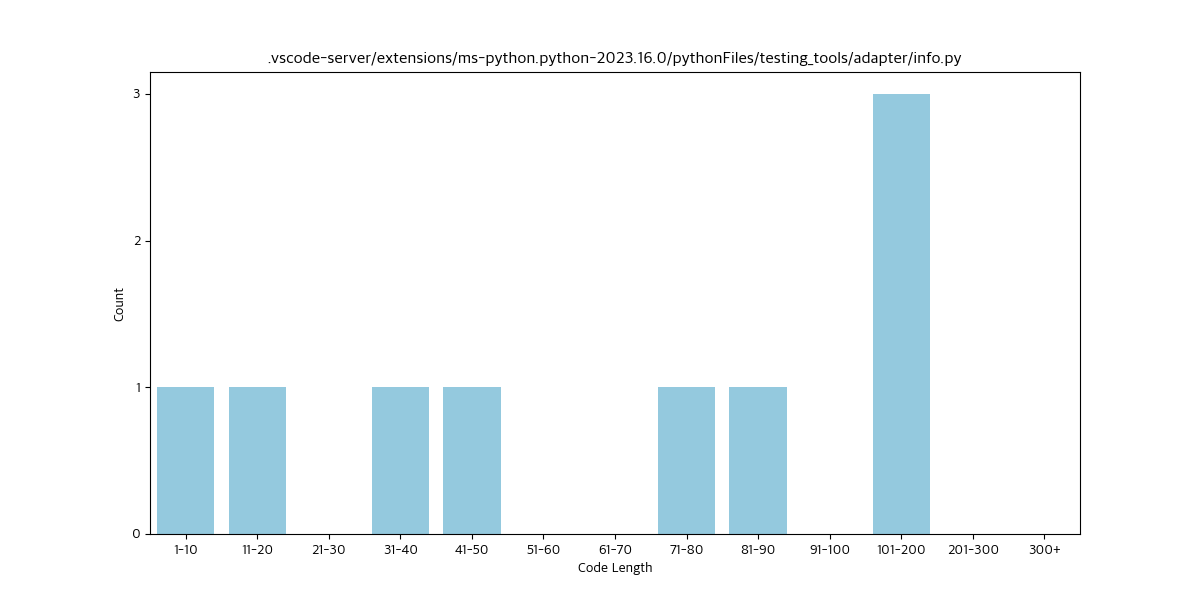 .vscode-server/extensions/ms-python.python-2023.16.0/pythonFiles/testing_tools/adapter/info.py
3
2
1
0
Count
1-10 11-20 21-30 31-40 41-50 51-60 61-70 71-80 81-90 91-100 101-200 201-300 300+
Code Length